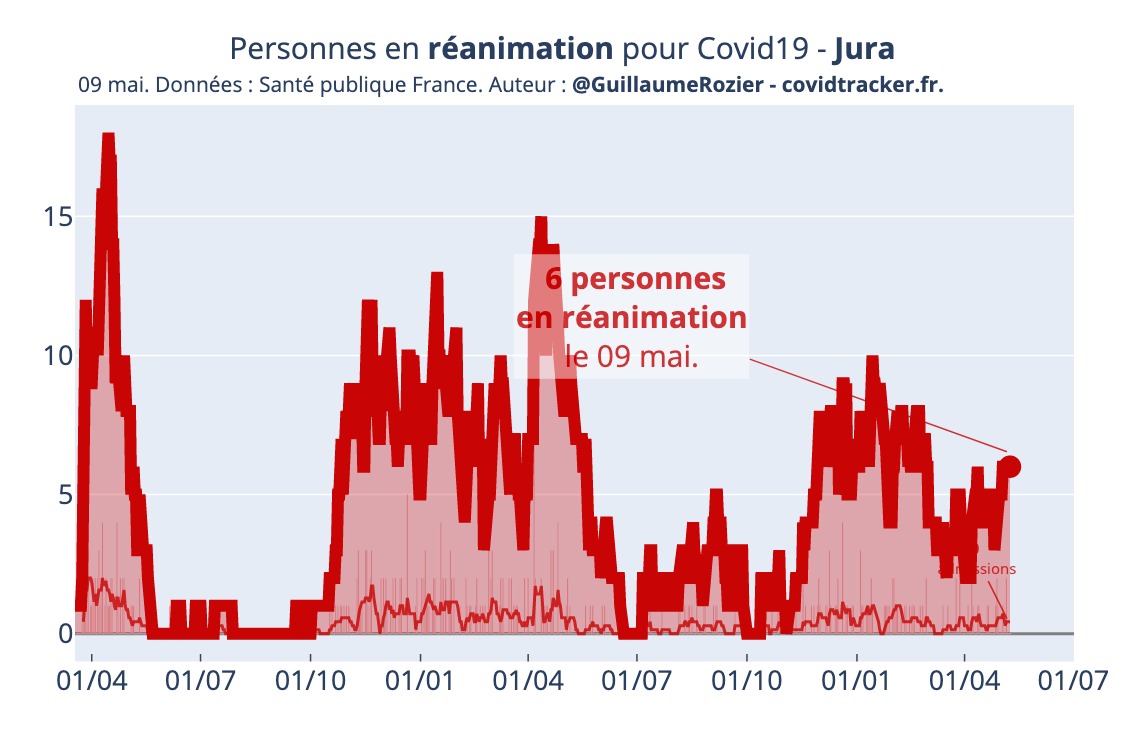 Personnes en réanimation pour Covid19 - Jura
09 mai. Données : Santé publique France. Auteur : @GuillaumeRozier - covidtracker.fr.
15
10
5
0
6 personnes
en réanimation
le 09 mai.
admissions
01/04 01/07 01/10 01/01 01/04 01/07 01/10 01/01 01/04 01/07